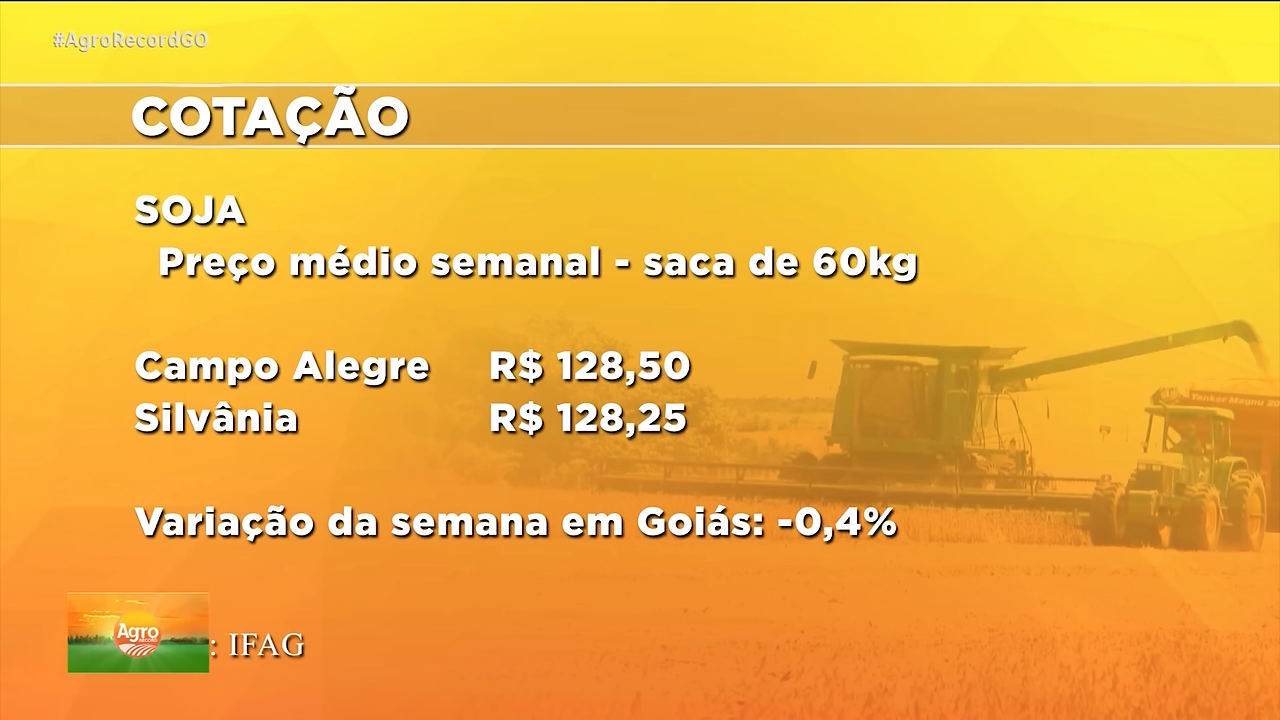 #AgroRecordGO
COTAÇÃO
SOJA
Preço médio semanal - saca de 60kg
Campo Alegre R$ 128,50
Silvânia R$ 128,25
Variação da semana em Goiás: -0,4%
Agro
RECORD
: IFAG